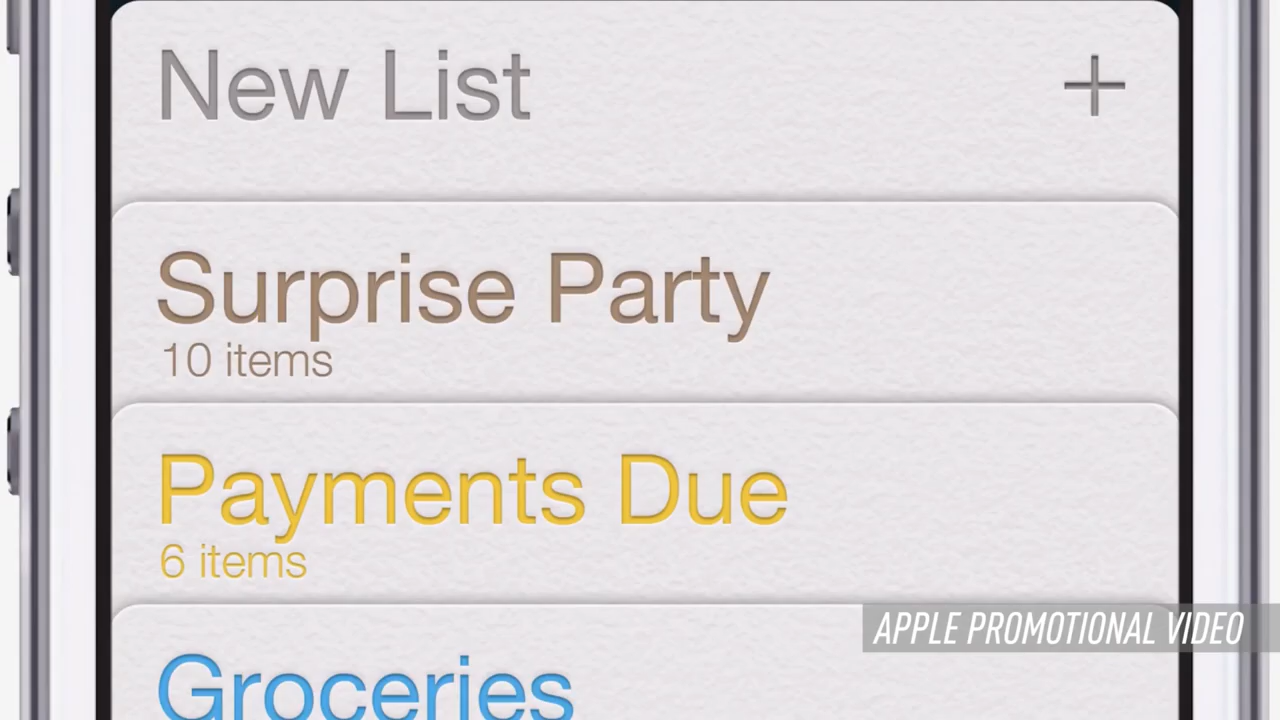 New List +
Surprise Party
10 items
Payments Due
6 items
APPLE PROMOTIONAL VIDEO
Groceries